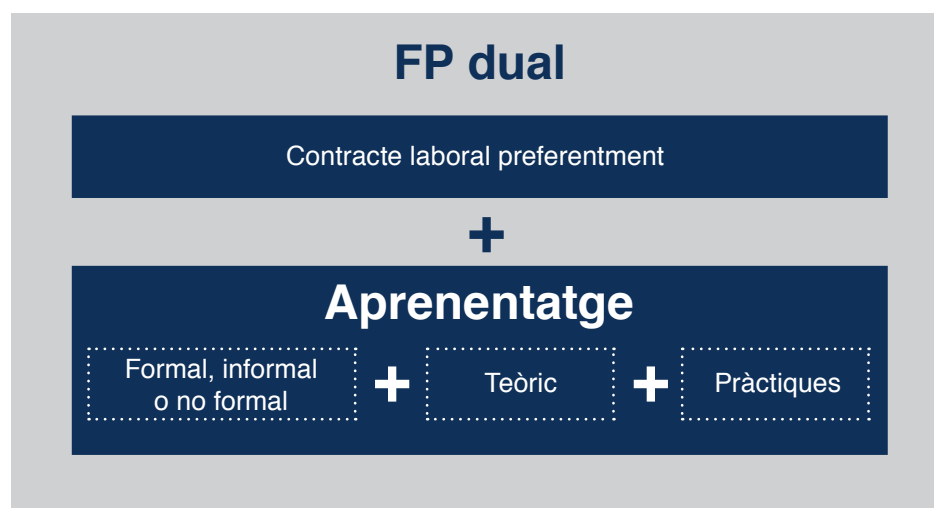 FP dual
Contracte laboral preferentment
+
Aprenentatge
Formal, informal
o no formal
+
Teòric
+
Pràctiques